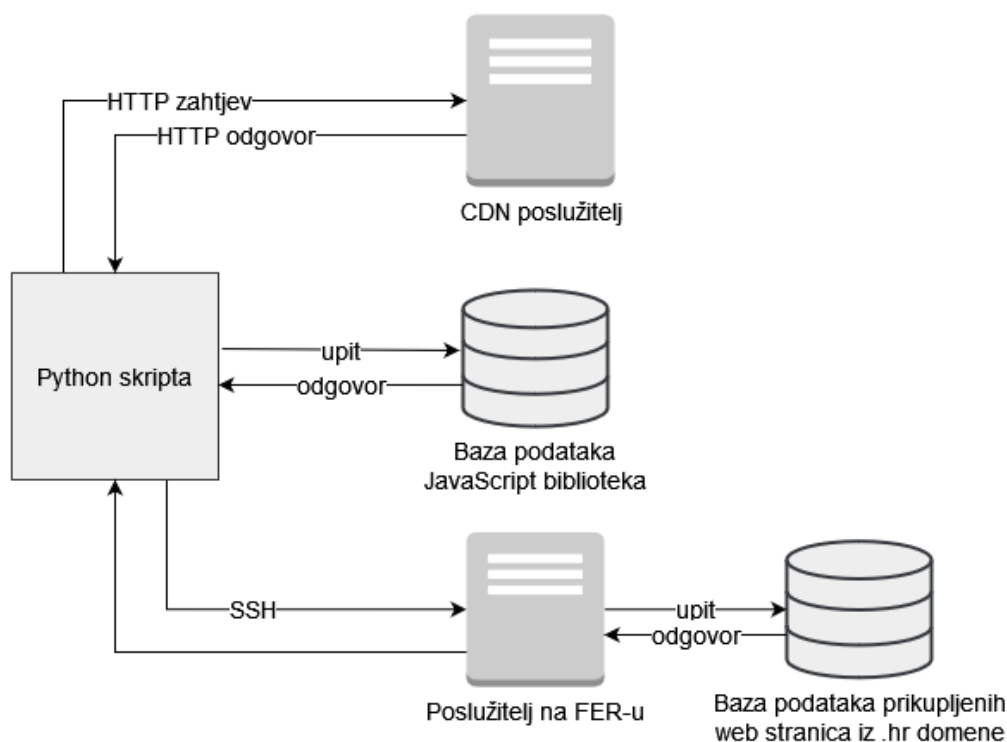 HTTP zahtjev
HTTP odgovor
CDN poslužitelj
Python skripta
upit
odgovor
Baza podataka
JavaScript biblioteka
SSH
upit
odgovor
Poslužitelj na FER-u
Baza podataka prikupljenih
web stranica iz .hr domene